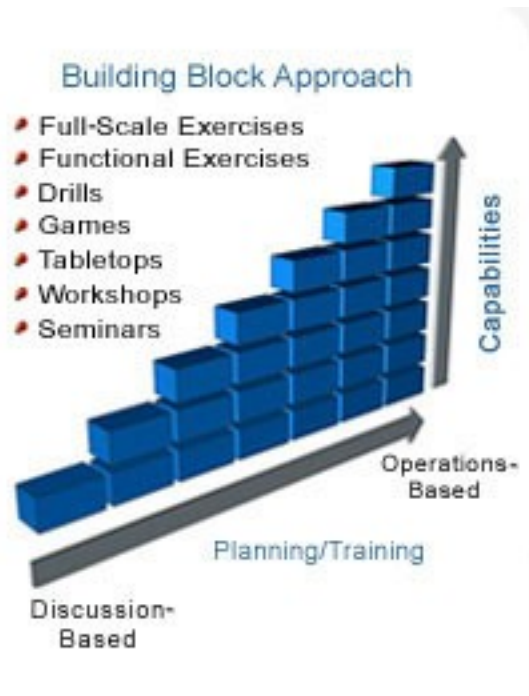 Building Block Approach
Full-Scale Exercises
Functional Exercises
Drills
Games
Tabletops
Workshops
Seminars
Capabilities
Operations-
Based
Planning/Training
Discussion-
Based